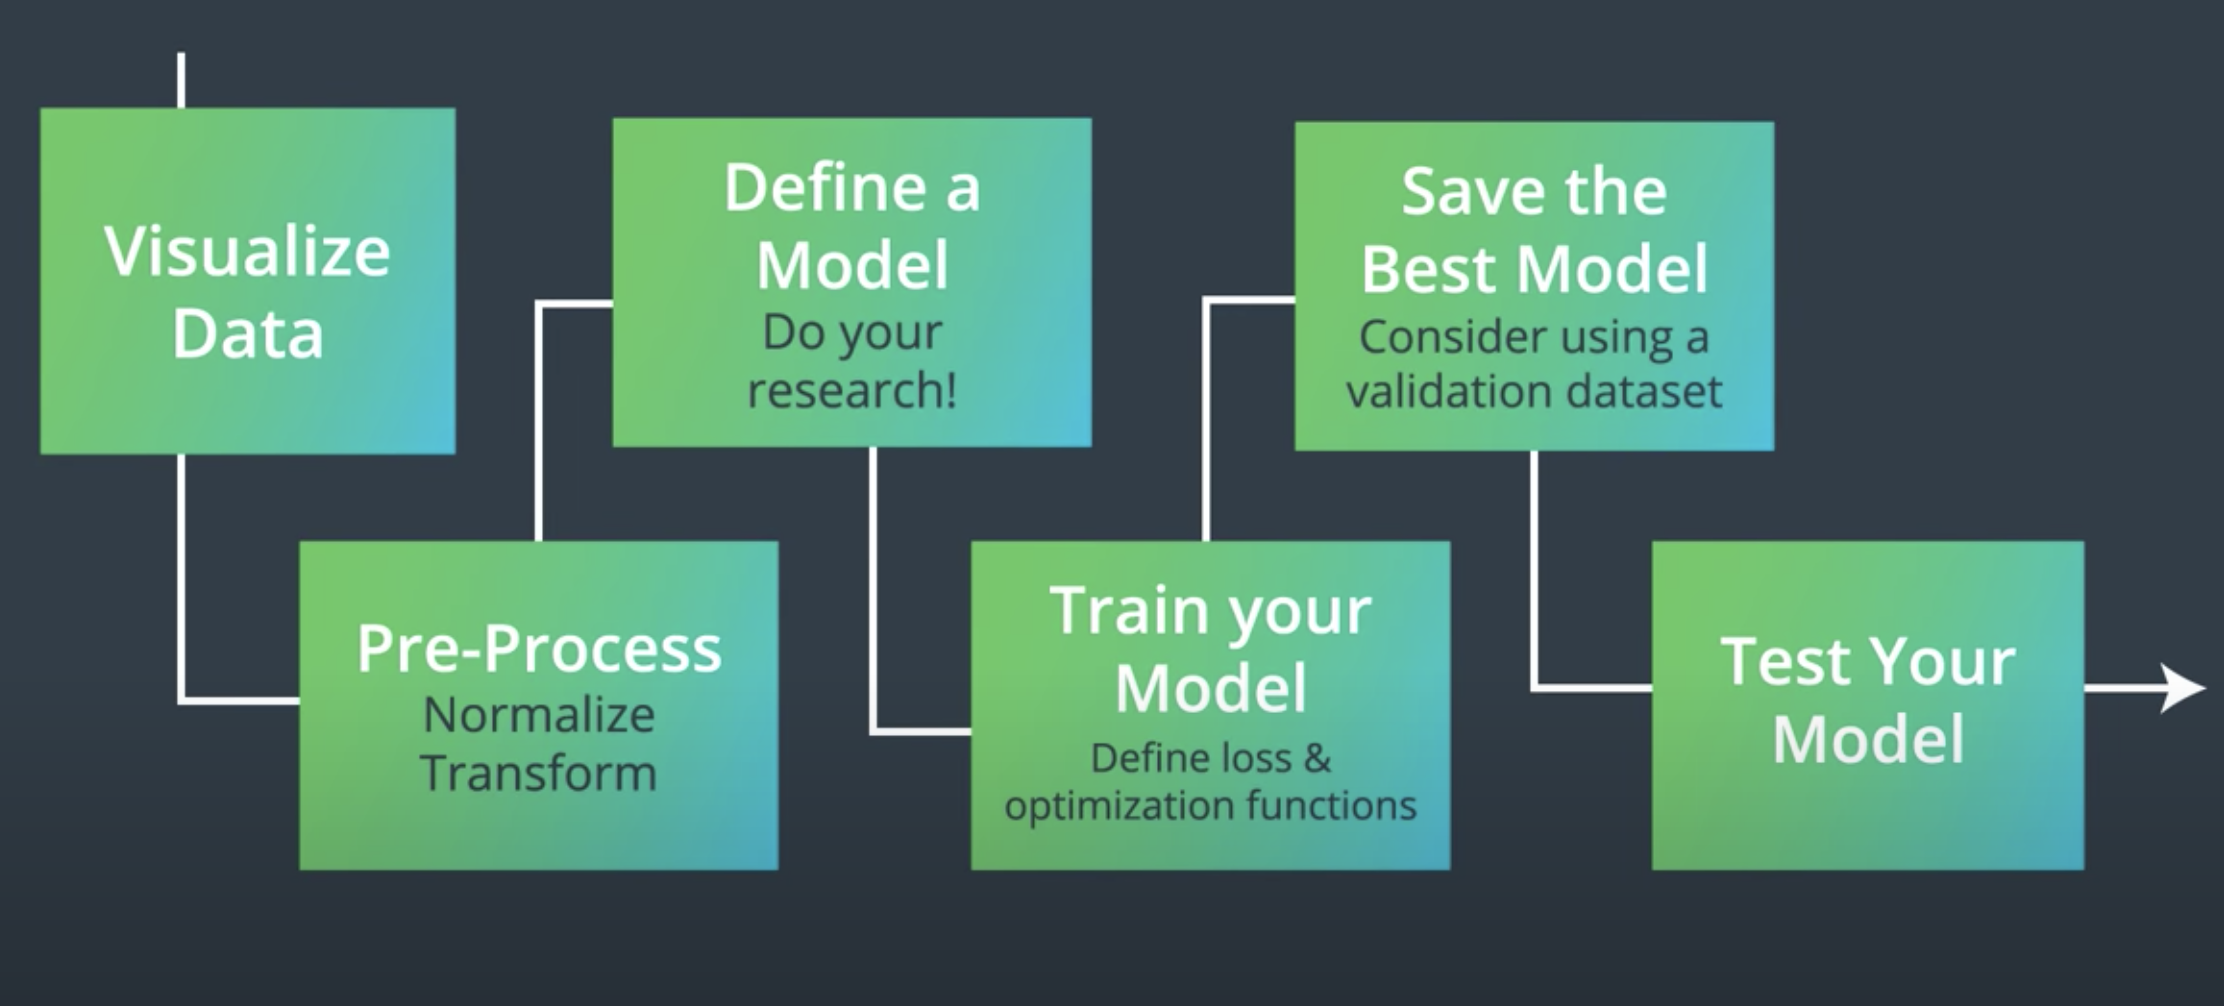 Visualize
Data
Pre-Process
Normalize
Transform
Define a
Model
Do your
research!
Train your
Model
Define loss &
optimization functions
Save the
Best Model
Consider using a
validation dataset
Test Your
Model